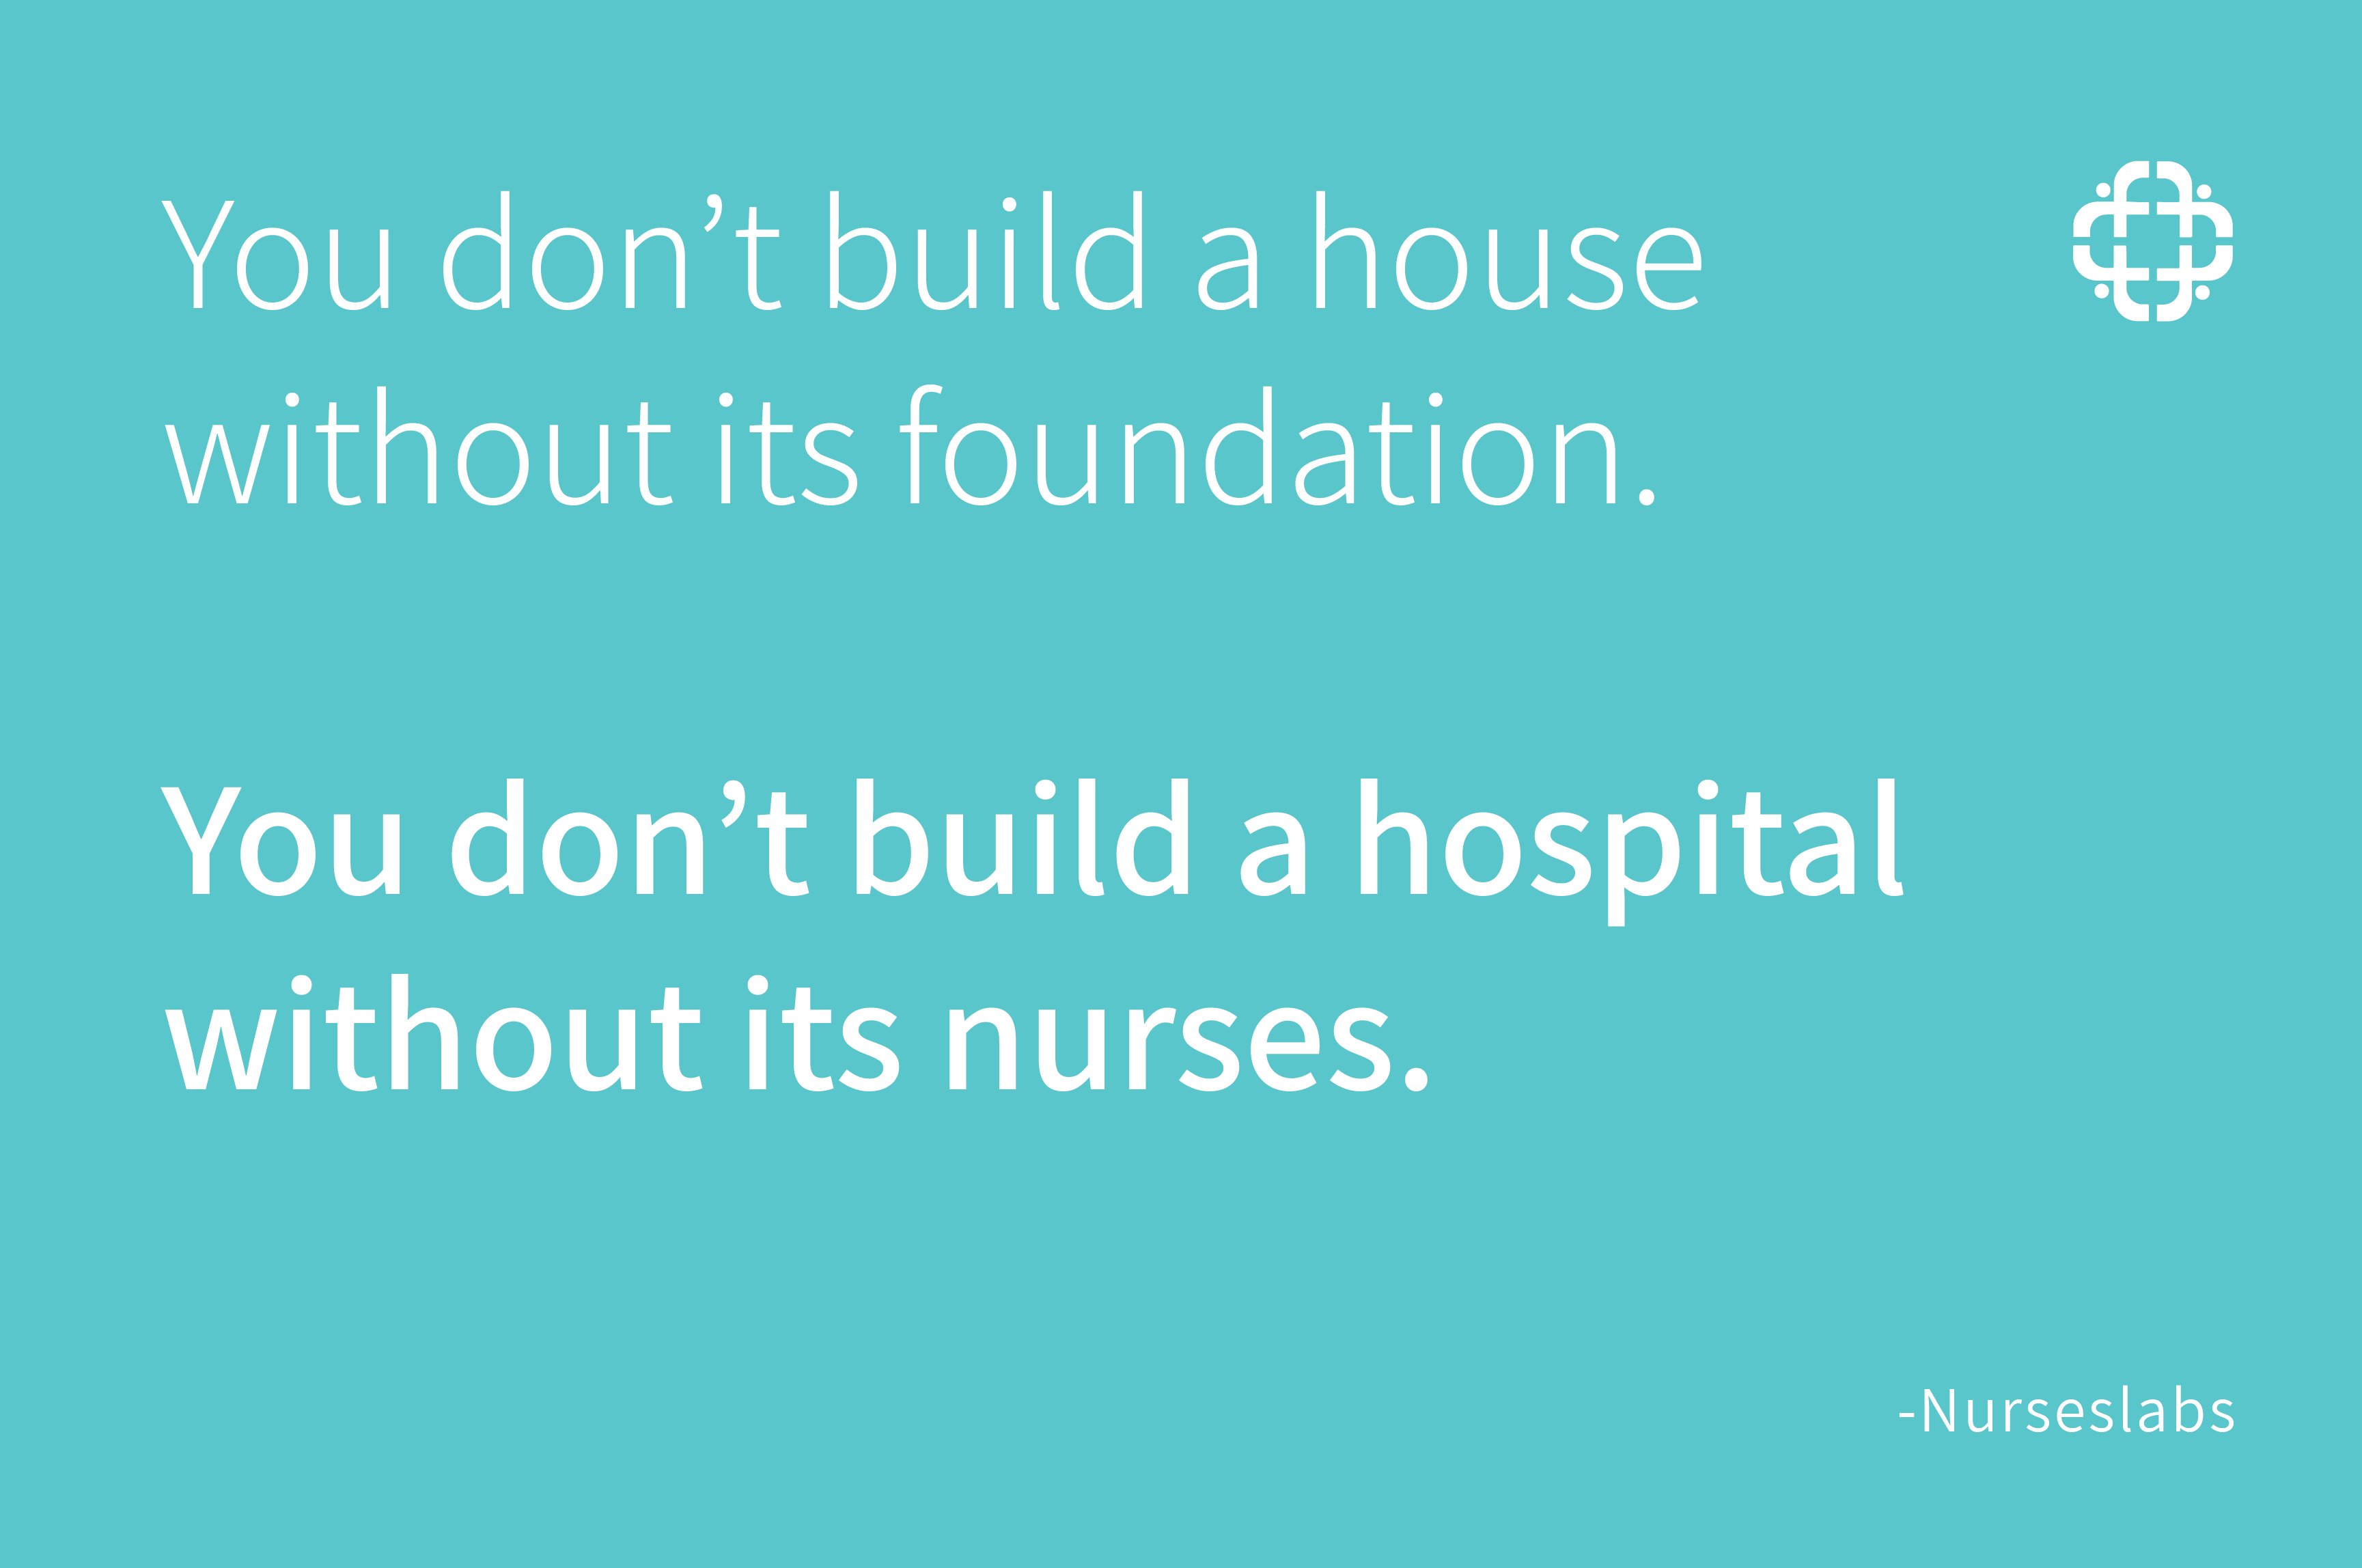 You don’t build a house
without its foundation.
You don’t build a hospital
without its nurses.
-Nurseslabs